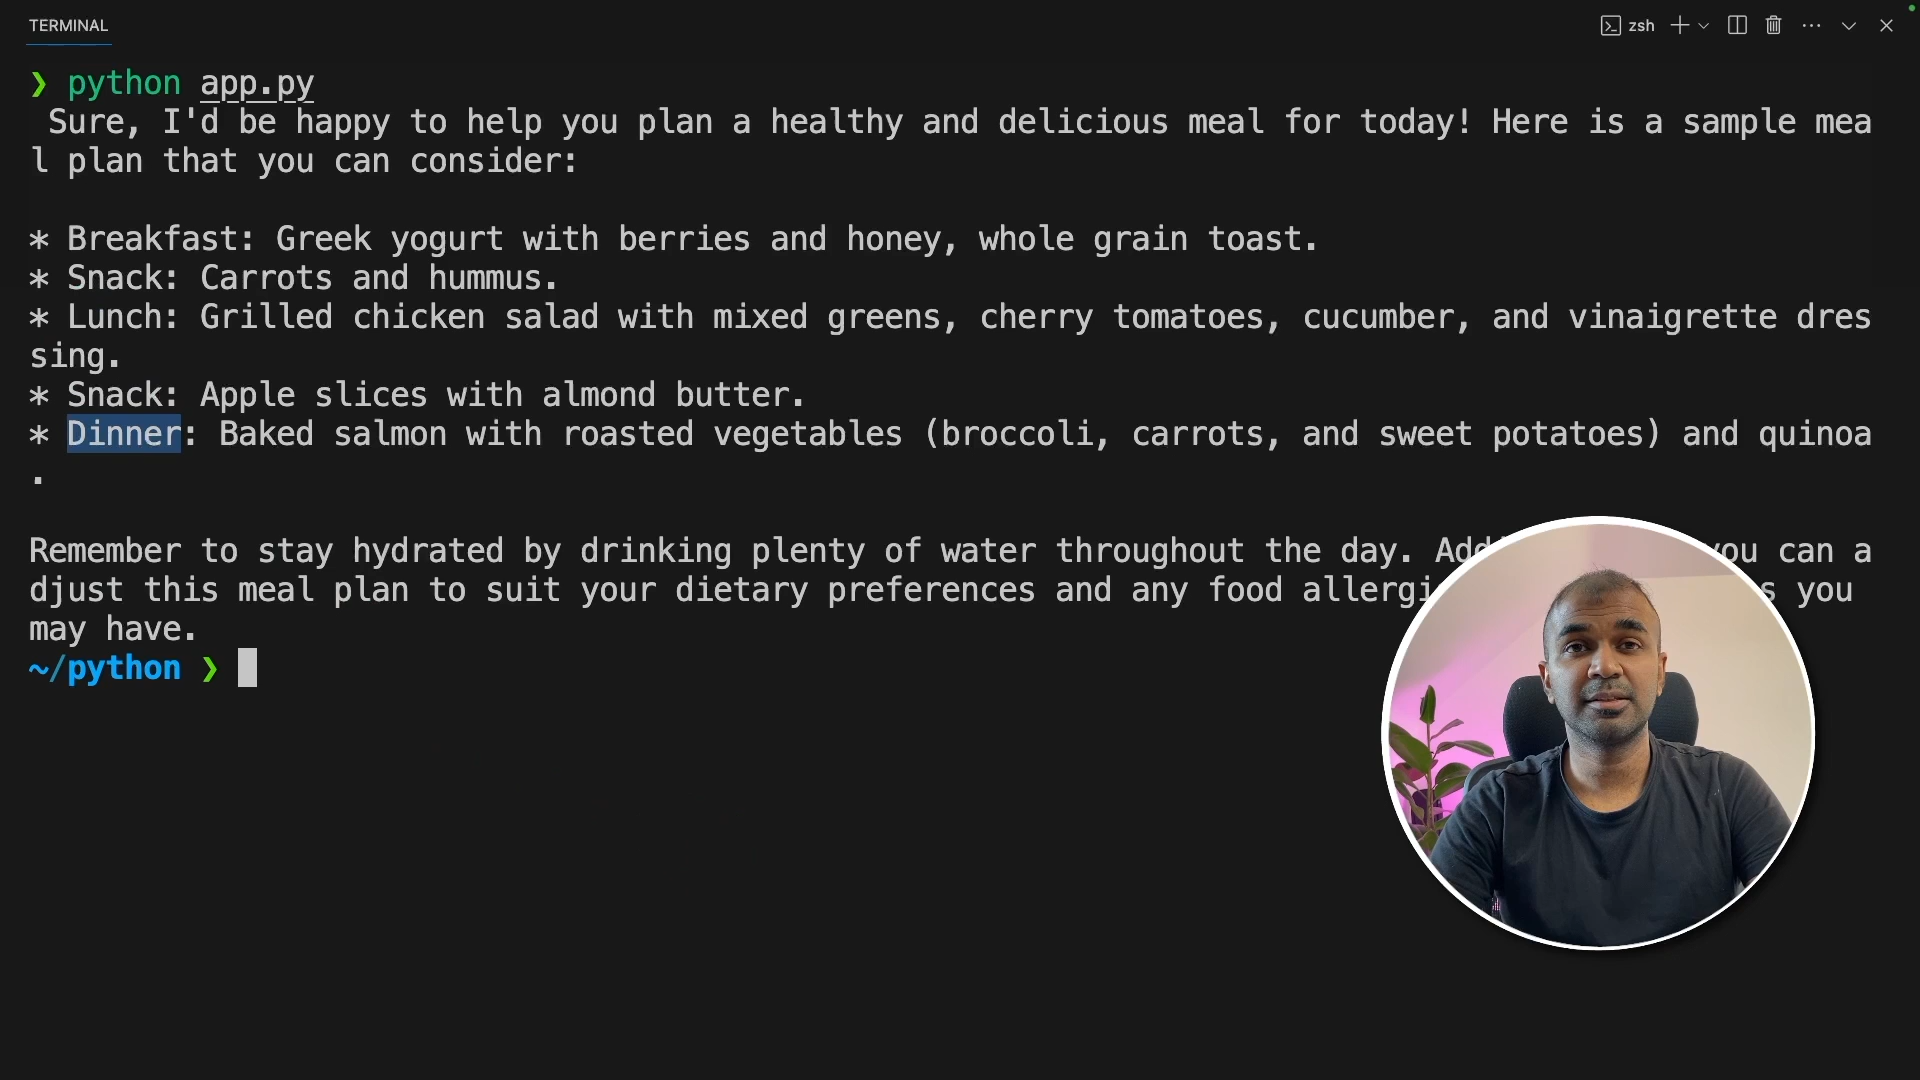 TERMINAL
zsh
❯ python app.py
Sure, I'd be happy to help you plan a healthy and delicious meal for today! Here is a sample mea
l plan that you can consider:
* Breakfast: Greek yogurt with berries and honey, whole grain toast.
* Snack: Carrots and hummus.
* Lunch: Grilled chicken salad with mixed greens, cherry tomatoes, cucumber, and vinaigrette dres
sing.
* Snack: Apple slices with almond butter.
* Dinner: Baked salmon with roasted vegetables (broccoli, carrots, and sweet potatoes) and quinoa
.
Remember to stay hydrated by drinking plenty of water throughout the day. you can a
djust this meal plan to suit your dietary preferences and any food you
may have.
~/python ❯